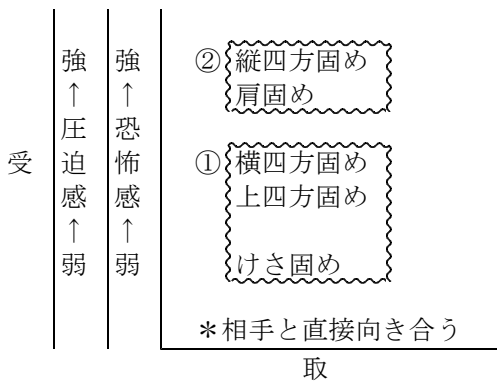 受
強↑圧迫感↑弱
強↑恐怖感↑弱
②縦四方固め
肩固め
①横四方固め
上四方固め
けさ固め
＊相手と直接向き合う
取